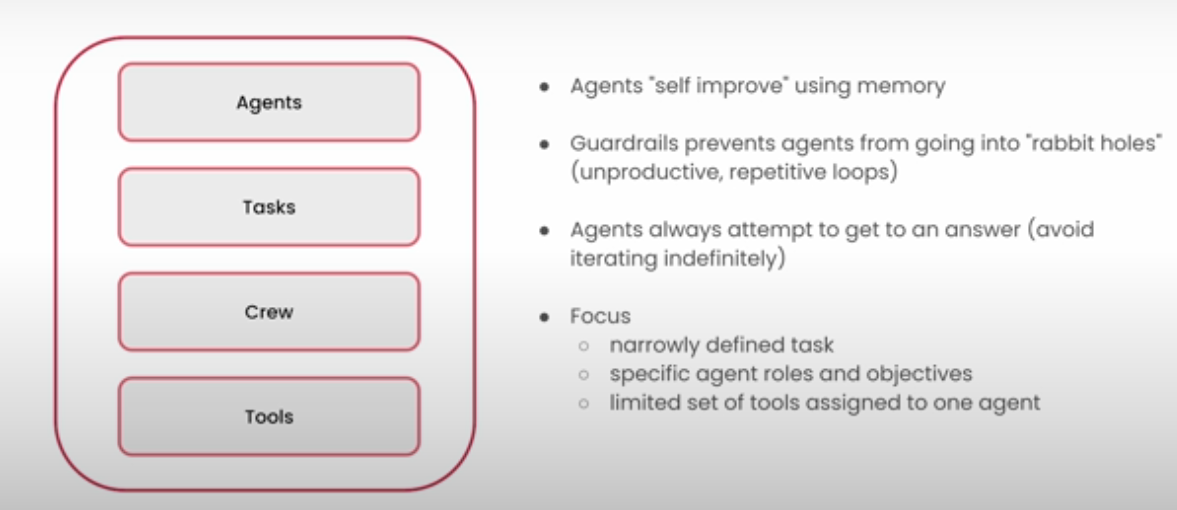 Agents
Tasks
Crew
Tools
● Agents "self improve" using memory
● Guardrails prevents agents from going into "rabbit holes"
(unproductive, repetitive loops)
● Agents always attempt to get to an answer (avoid
iterating indefinitely)
● Focus
○ narrowly defined task
○ specific agent roles and objectives
○ limited set of tools assigned to one agent